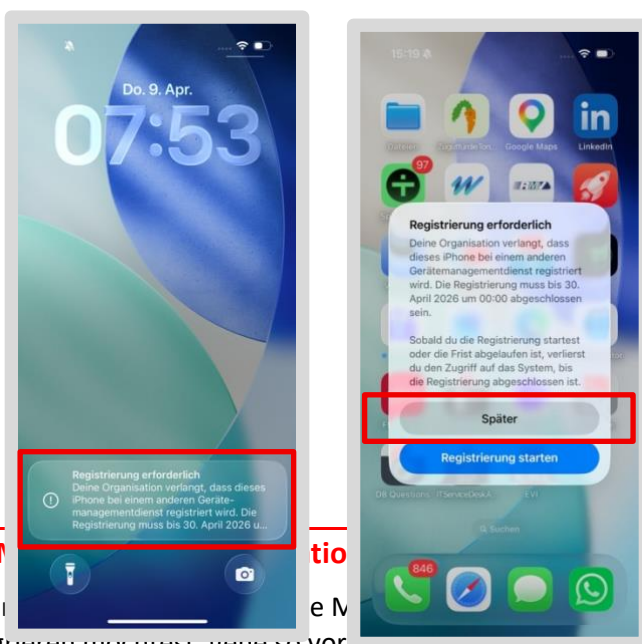 Do. 9. Apr.
07:53
Registrierung erforderlich
Deine Organisation verlangt, dass dieses
iPhone bei einem anderen Geräte-
managementdienst registriert wird. Die
Registrierung muss bis 30. April 2026 u...
15:19
Dateien
Google Maps
LinkedIn
97
in
Registrierung erforderlich
Deine Organisation verlangt, dass
dieses iPhone bei einem anderen
Gerätemanagementdienst registriert
wird. Die Registrierung muss bis 30.
April 2026 um 00:00 abgeschlossen
sein.
Sobald du die Registrierung startest
oder die Frist abgelaufen ist, verlierst
du den Zugriff auf das System, bis
die Registrierung abgeschlossen ist.
Später
Registrierung starten
DB Questions
ITServiceDeskA
EVI
Suchen
846
tio
e M